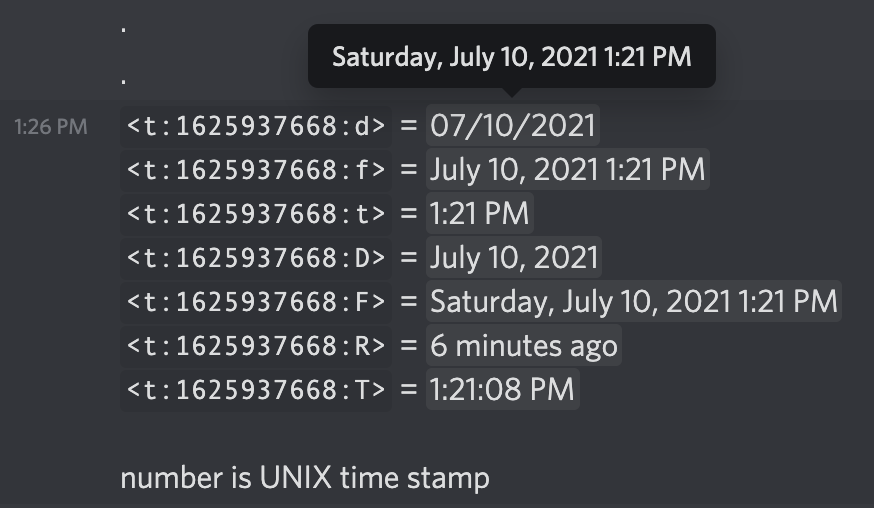 .
Saturday, July 10, 2021 1:21 PM
.
1:26 PM <t:1625937668:d> = 07/10/2021
<t:1625937668:f> = July 10, 2021 1:21 PM
<t:1625937668:t> = 1:21 PM
<t:1625937668:D> = July 10, 2021
<t:1625937668:F> = Saturday, July 10, 2021 1:21 PM
<t:1625937668:R> = 6 minutes ago
<t:1625937668:T> = 1:21:08 PM
number is UNIX time stamp